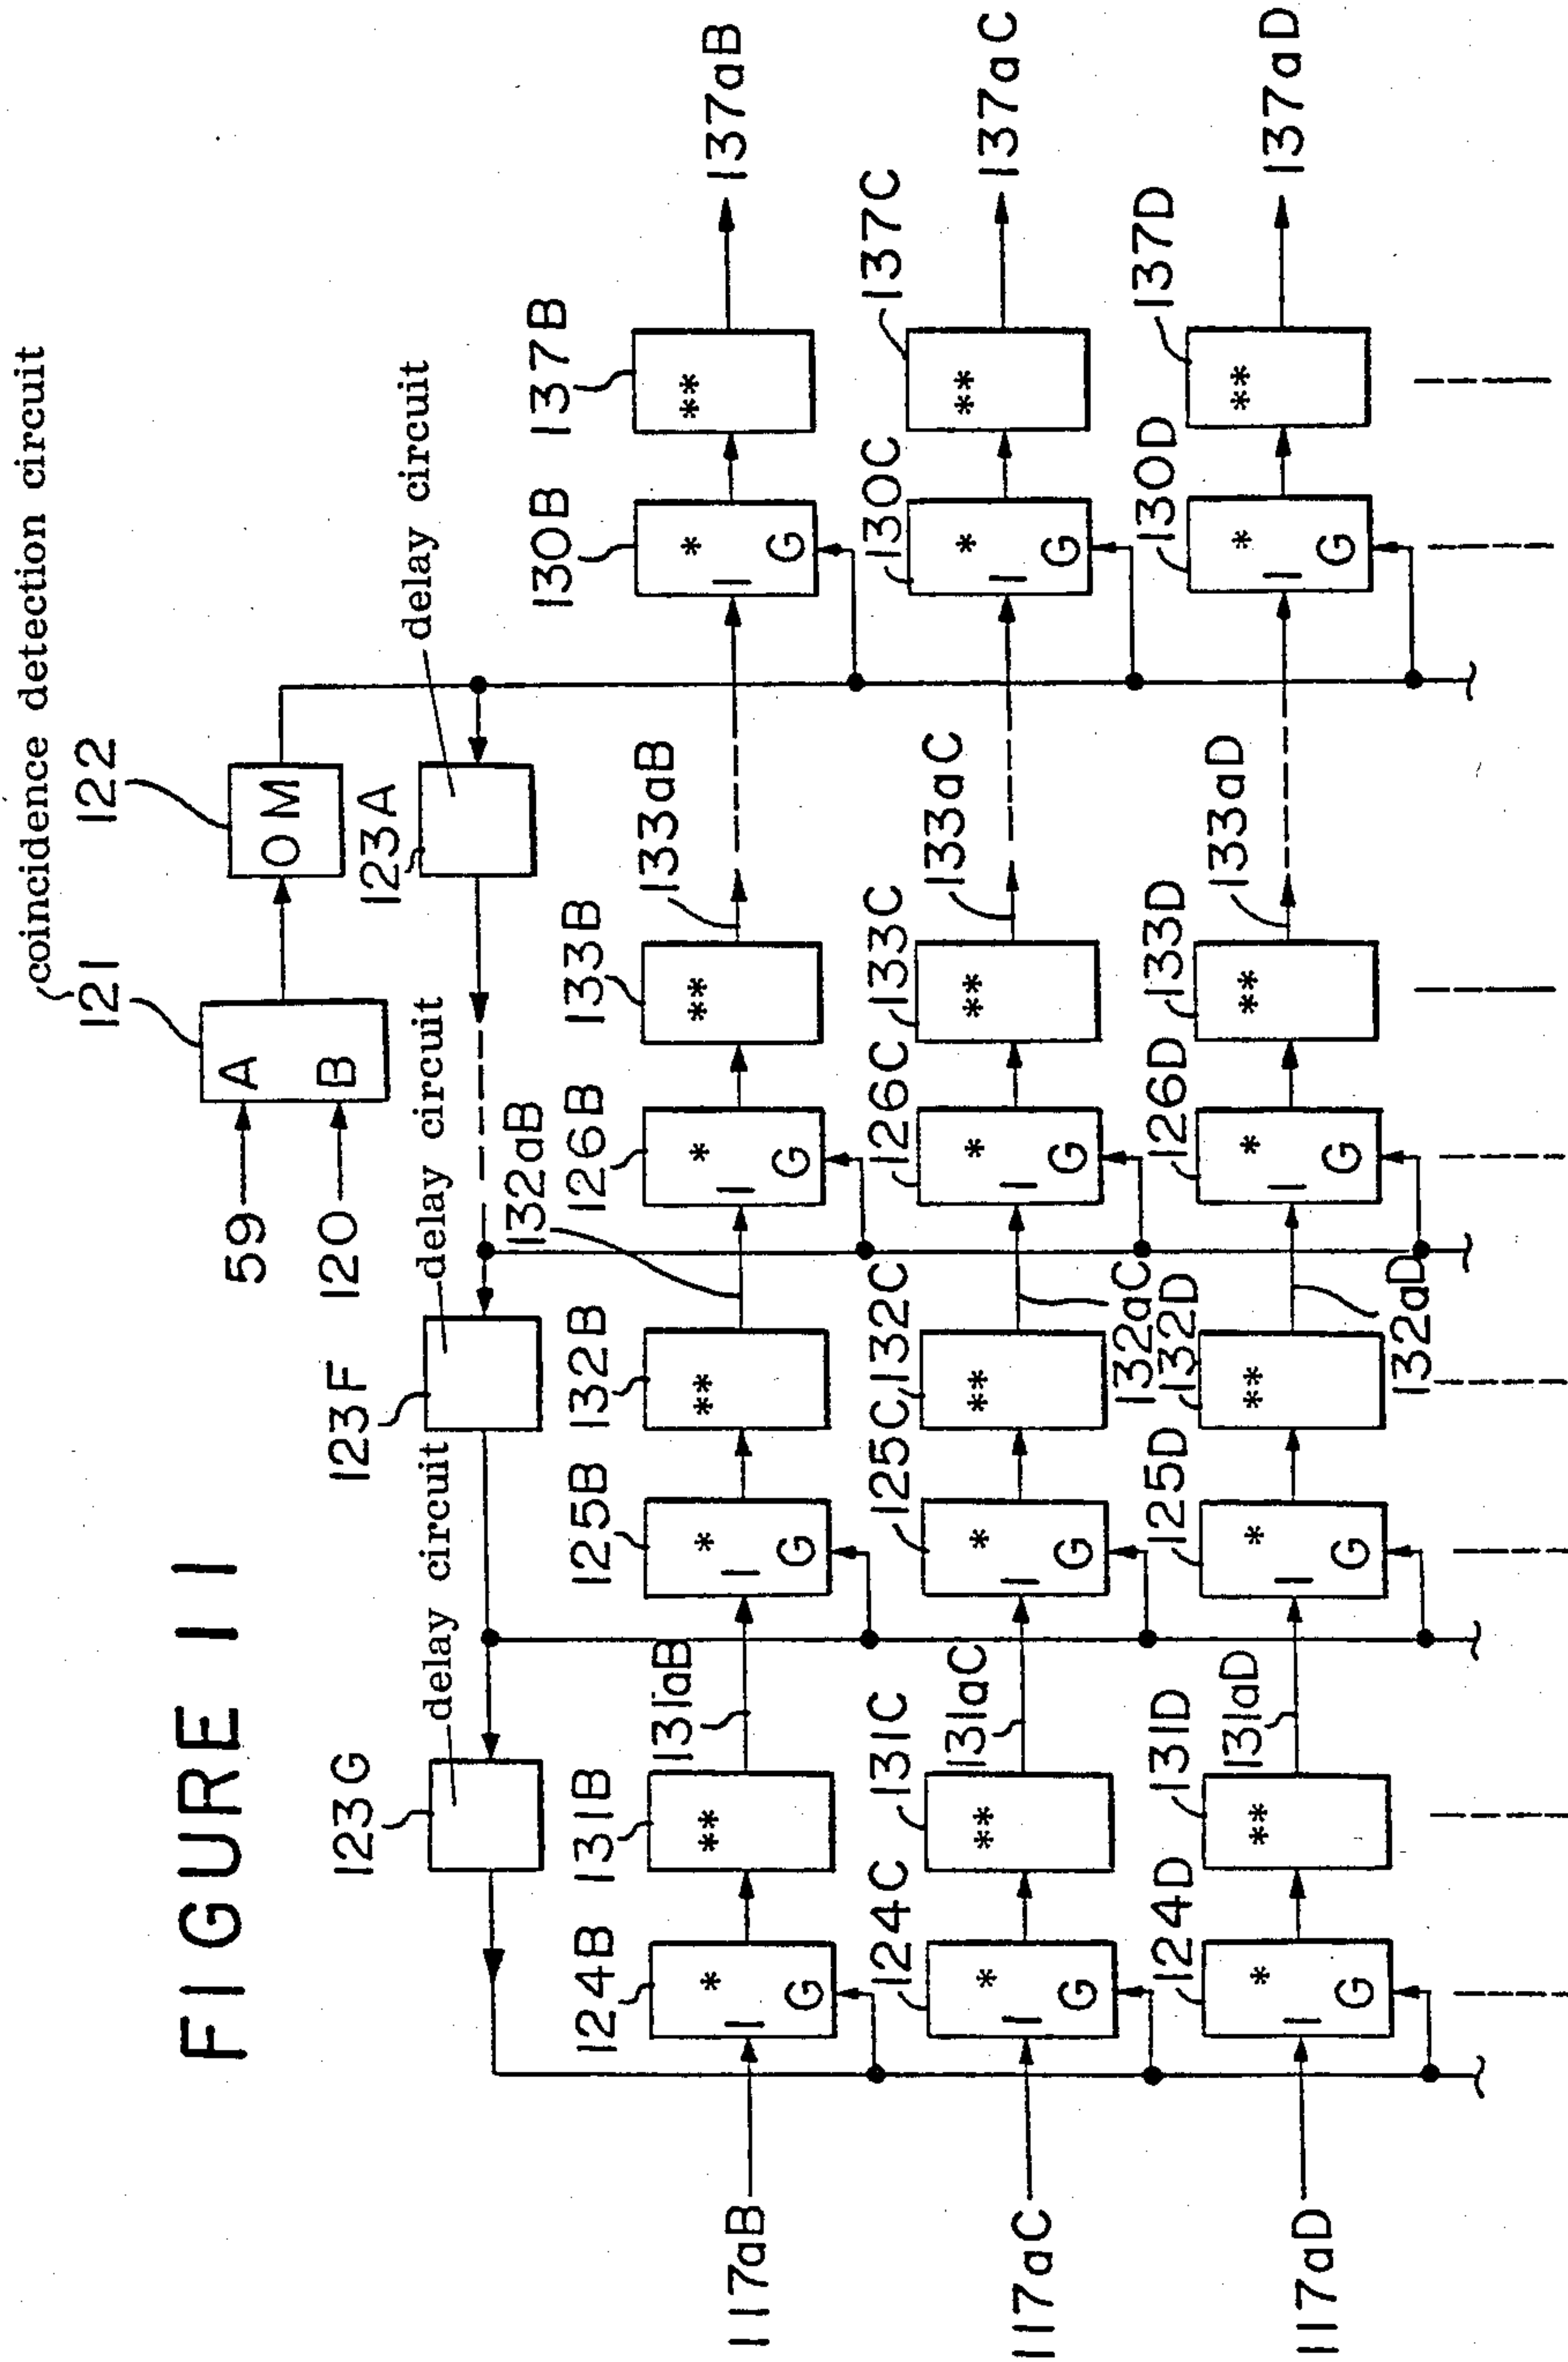 FIGURE 11
coincidence detection circuit
121
122
59
A
120
B
OM
123G
delay circuit
123F
delay circuit
123A
delay circuit
117aB
124B
*
I
G
131B
**
131aB
125B
*
I
G
132B
**
132aB
126B
*
I
G
133B
**
133aB
130B
*
I
G
137B
**
137aB
117aC
124C
*
I
G
131C
**
131aC
125C
*
I
G
132C
**
132aC
126C
*
I
G
133C
**
133aC
130C
*
I
G
137C
**
137aC
117aD
124D
*
I
G
131D
**
131aD
125D
*
I
G
132D
**
132aD
126D
*
I
G
133D
**
133aD
130D
*
I
G
137D
**
137aD